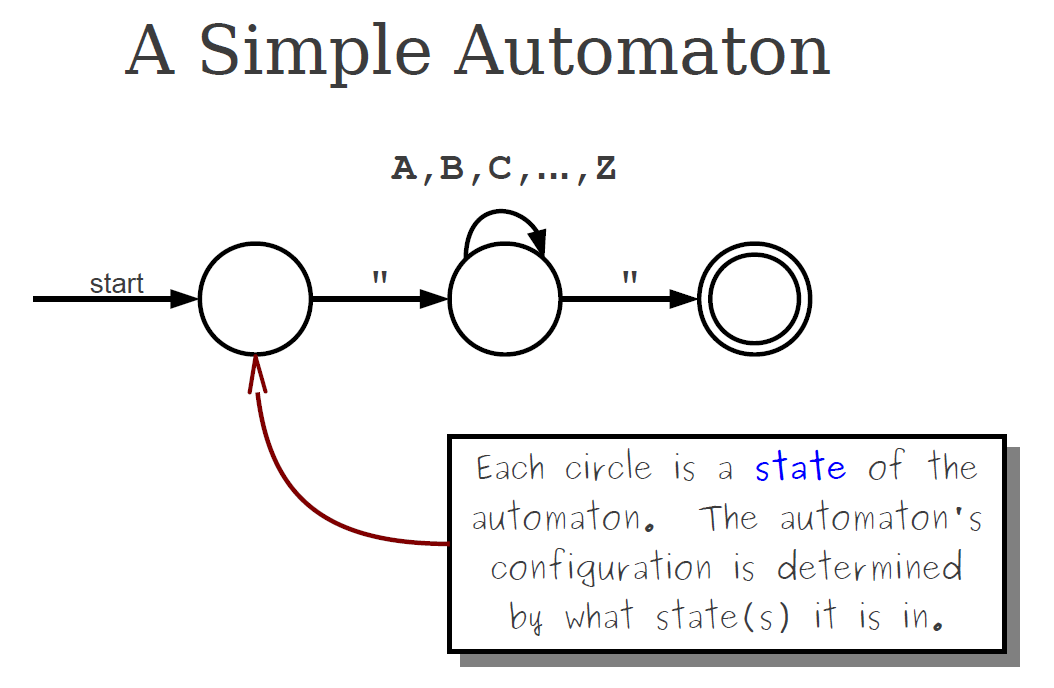 A Simple Automaton
A,B,C,…,Z
start
"
"
Each circle is a state of the
automaton. The automaton's
configuration is determined
by what state(s) it is in.